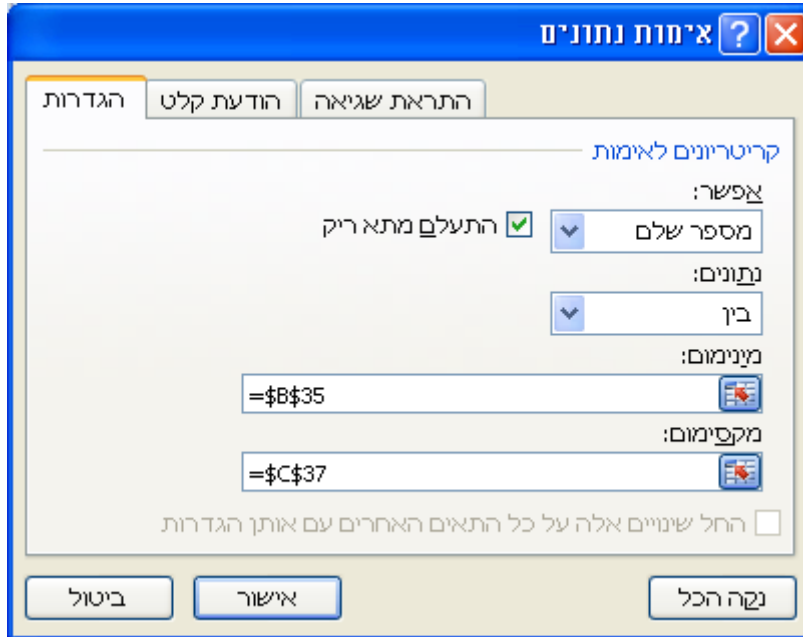 אימות נתונים
הגדרות
הודעת קלט
התראת שגיאה
קריטריונים לאימות
אפשר:
מספר שלם
התעלם מתא ריק
נתונים:
בין
מינימום:
=$B$35
מקסימום:
=$C$37
החל שינויים אלה על כל התאים האחרים עם אותן הגדרות
נקה הכל
אישור
ביטול